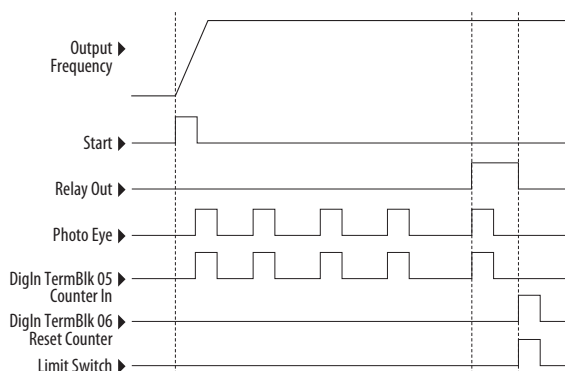 Output
Frequency
Start
Relay Out
Photo Eye
DigIn TermBlk 05
Counter In
DigIn TermBlk 06
Reset Counter
Limit Switch